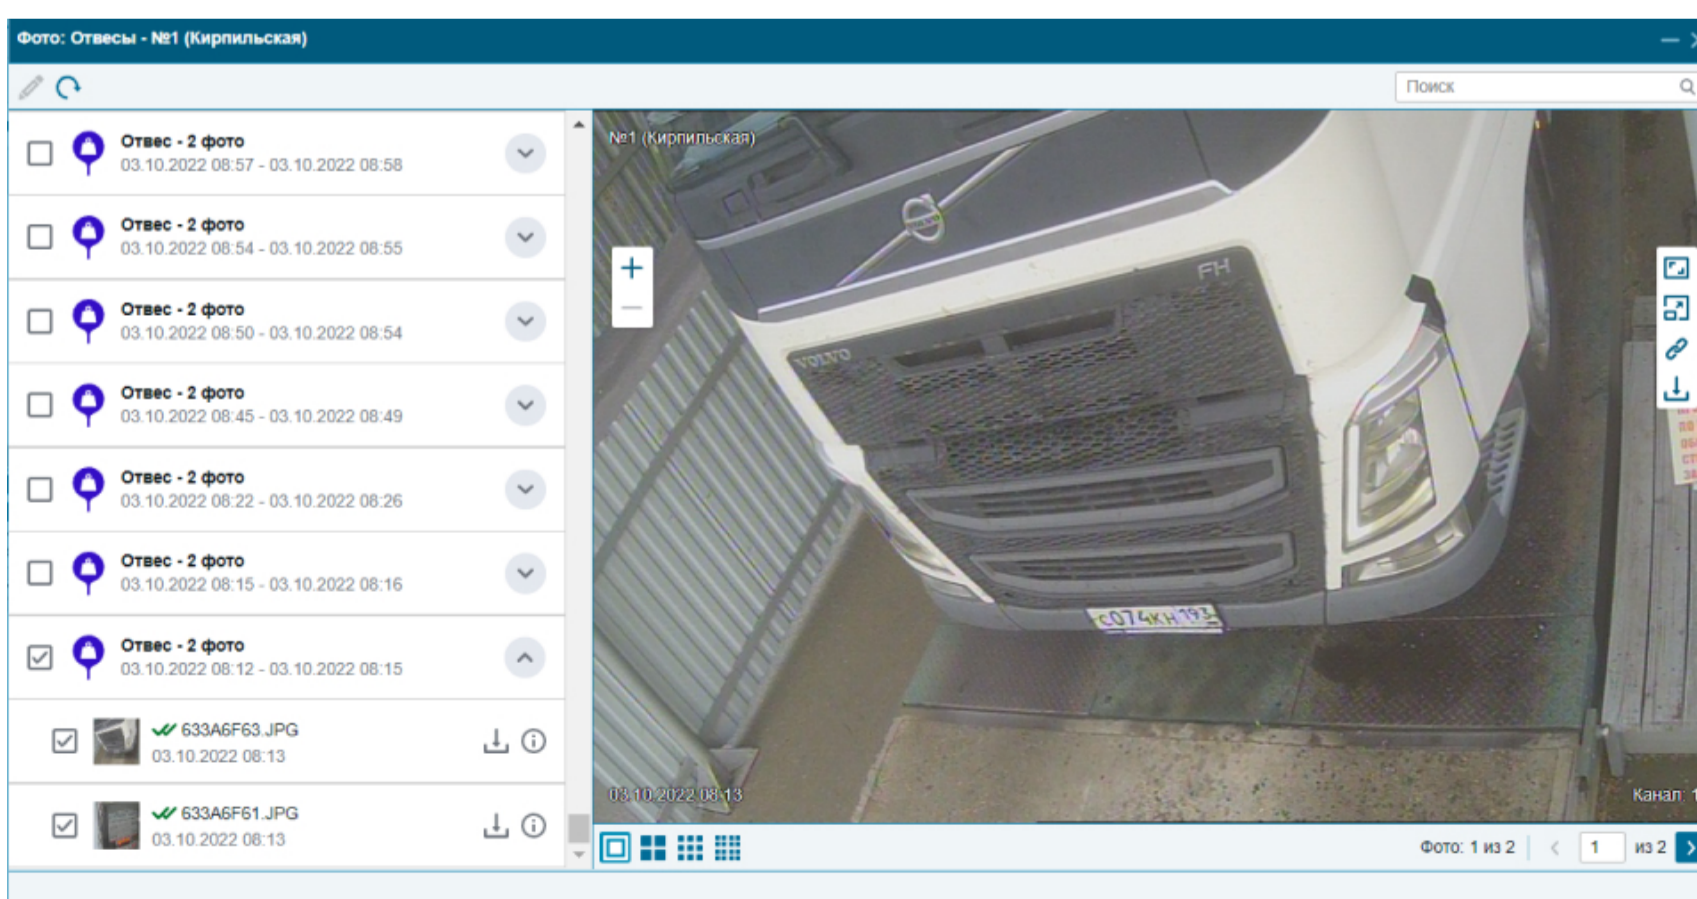 Фото: Отвесы - №1 (Кирпильская)
Поиск
Отвес - 2 фото
03.10.2022 08:57 - 03.10.2022 08:58
Отвес - 2 фото
03.10.2022 08:54 - 03.10.2022 08:55
Отвес - 2 фото
03.10.2022 08:50 - 03.10.2022 08:54
Отвес - 2 фото
03.10.2022 08:45 - 03.10.2022 08:49
Отвес - 2 фото
03.10.2022 08:22 - 03.10.2022 08:26
Отвес - 2 фото
03.10.2022 08:15 - 03.10.2022 08:16
Отвес - 2 фото
03.10.2022 08:12 - 03.10.2022 08:15
633A6F63.JPG
03.10.2022 08:13
633A6F61.JPG
03.10.2022 08:13
№1 (Кирпильская)
VOLVO
FH
VOLVO
С074КН 193
ПО
03.10.2022 08:13
Канал: 1
Фото: 1 из 2
1
из 2